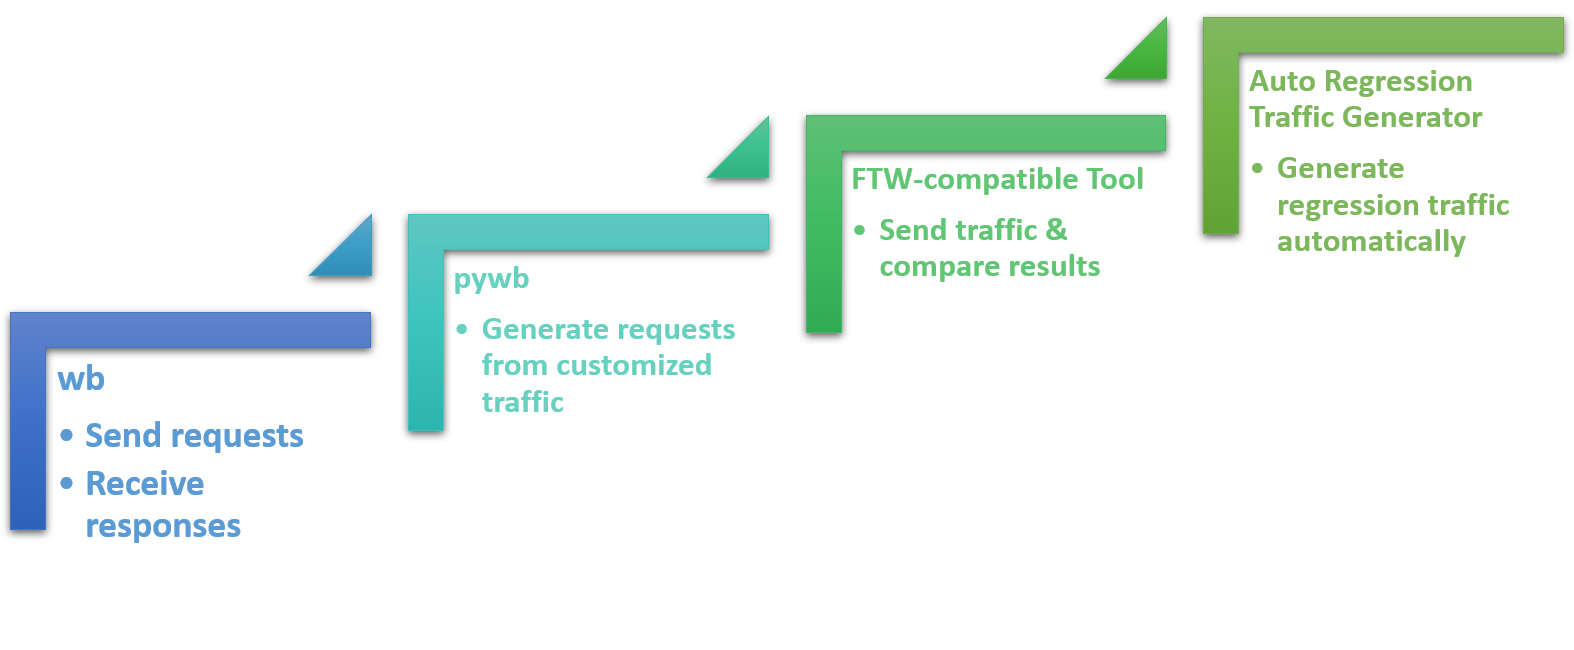 wb
• Send requests
• Receive
responses
pywb
• Generate requests
from customized
traffic
FTW-compatible Tool
• Send traffic &
compare results
Auto Regression
Traffic Generator
• Generate
regression traffic
automatically